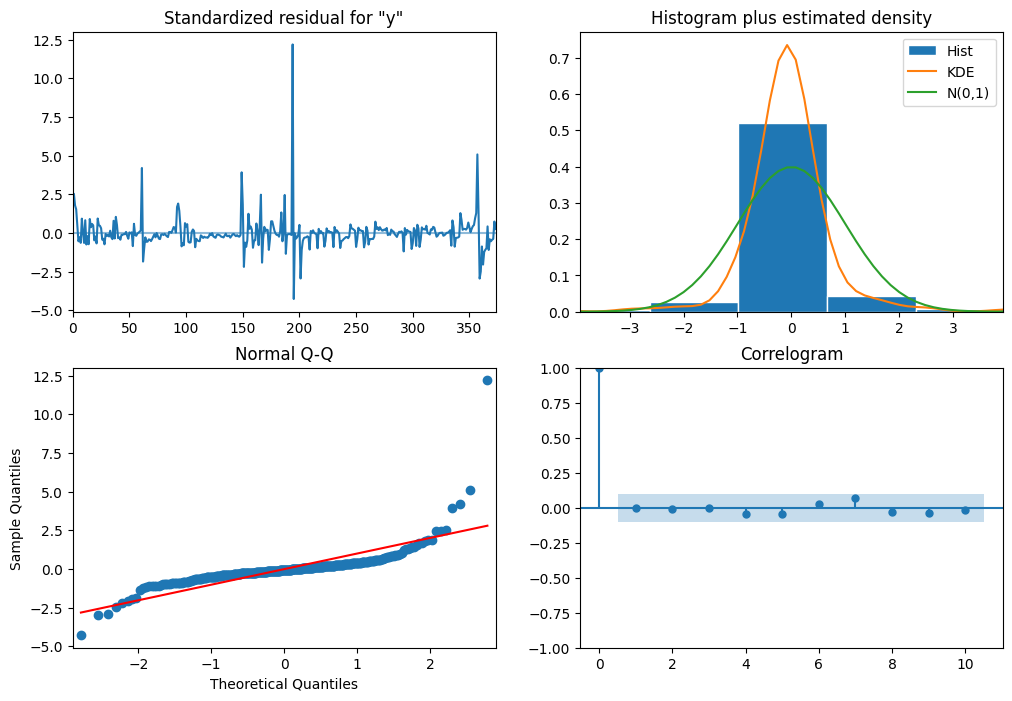 Standardized residual for "y"
12.5
10.0
7.5
5.0
2.5
0.0
−2.5
−5.0
0 50 100 150 200 250 300 350
Histogram plus estimated density
Hist
KDE
N(0,1)
0.7
0.6
0.5
0.4
0.3
0.2
0.1
0.0
−3 −2 −1 0 1 2 3
Normal Q-Q
Sample Quantiles
12.5
10.0
7.5
5.0
2.5
0.0
−2.5
−5.0
−2 −1 0 1 2
Theoretical Quantiles
Correlogram
1.00
0.75
0.50
0.25
0.00
−0.25
−0.50
−0.75
−1.00
0 2 4 6 8 10